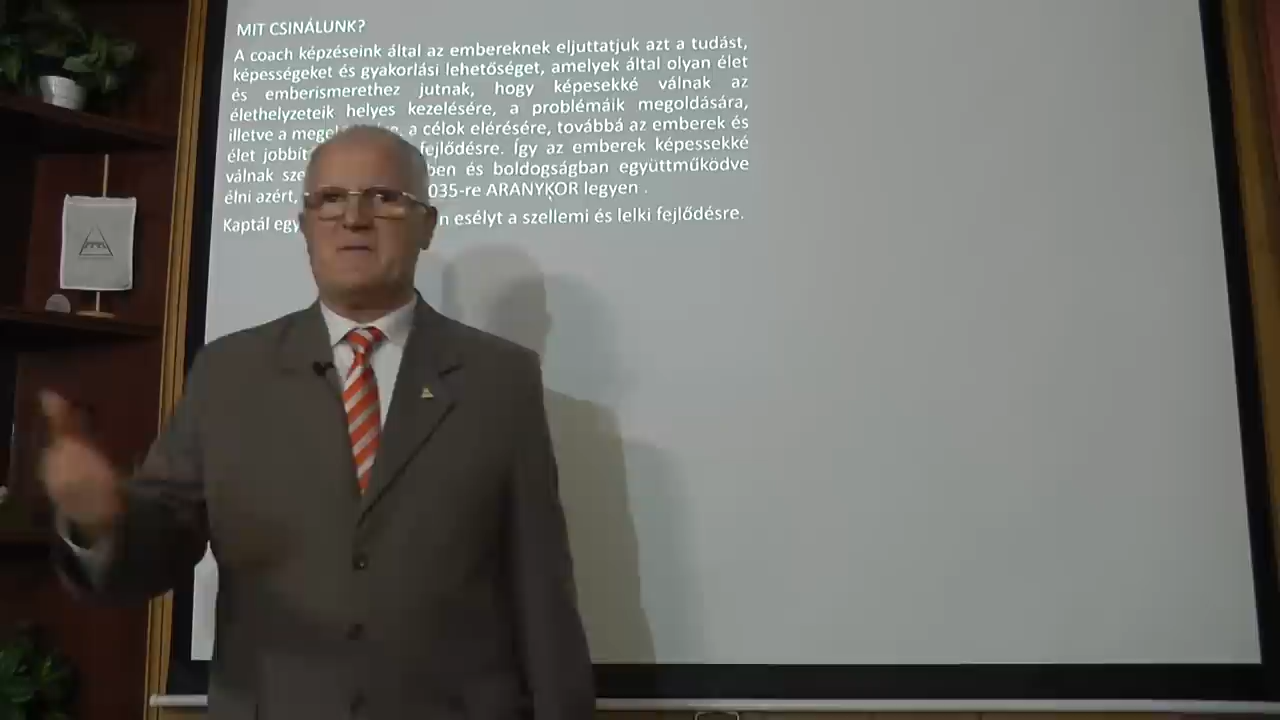 MIT CSINÁLUNK?
A coach képzéseink által az embereknek eljuttatjuk azt a tudást,
képességeket és gyakorlási lehetőséget, amelyek által olyan élet
és emberismerethez jutnak, hogy képesekké válnak az
élethelyzeteik helyes kezelésére, a problémáik megoldására,
illetve a a célok elérésére, továbbá az emberek és
élet fejlődésre. Így az emberek képessekké
válnak és boldogságban együttműködve
élni azért, 035-re ARANYKOR legyen .
Kaptál esélyt a szellemi és lelki fejlődésre.